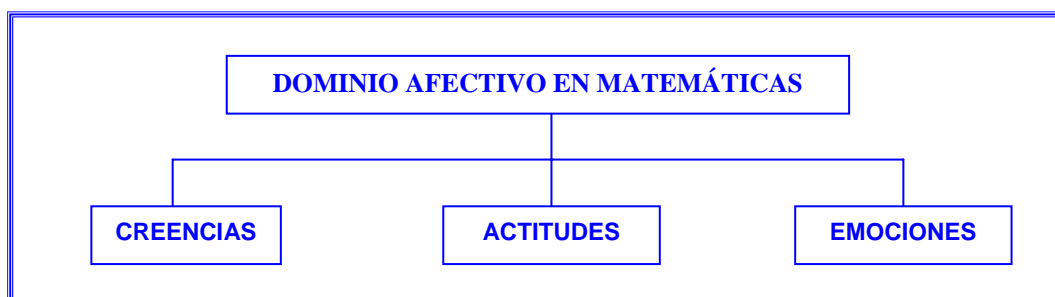 DOMINIO AFECTIVO EN MATEMÁTICAS
CREENCIAS
ACTITUDES
EMOCIONES